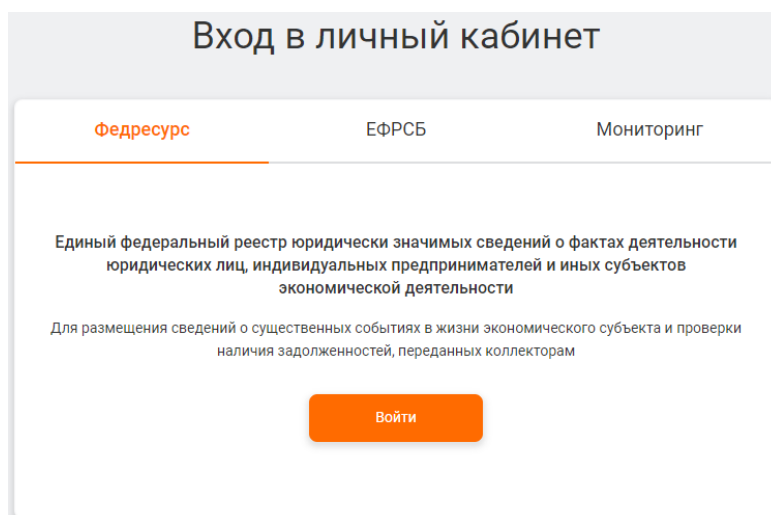 Вход в личный кабинет
Федресурс ЕФРСБ Мониторинг
Единый федеральный реестр юридически значимых сведений о фактах деятельности
юридических лиц, индивидуальных предпринимателей и иных субъектов
экономической деятельности
Для размещения сведений о существенных событиях в жизни экономического субъекта и проверки
наличия задолженностей, переданных коллекторам
Войти